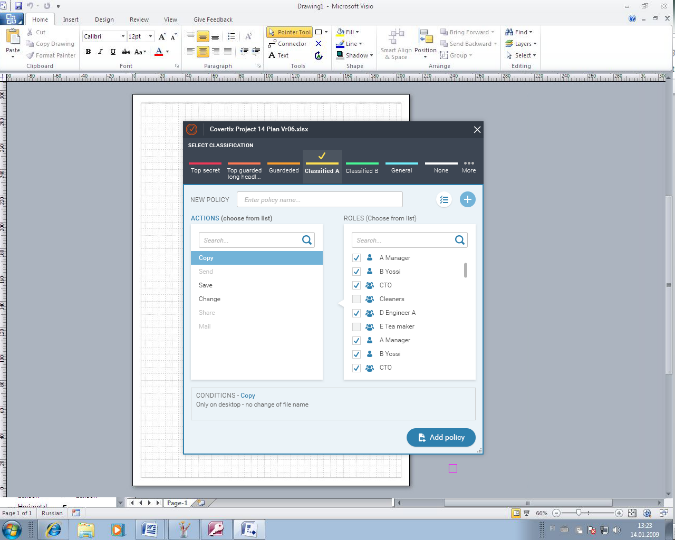 Drawing1 - Microsoft Visio
Home Insert Design Review View Give Feedback
Paste
Cut
Copy Drawing
Format Painter
Clipboard
Calibri 12pt
Font
Paragraph
Pointer Tool
Connector
Text
Tools
Fill
Line
Shadow
Shape
Smart Align & Space
Position
Bring Forward
Send Backward
Group
Arrange
Find
Layers
Select
Editing
Covertix Project 14 Plan Vr06.xlex
SELECT CLASSIFICATION
Top secret
Top guarded long headl...
Guardeded
Classified A
Classified B
General
None
More
NEW POLICY Enter policy name...
ACTIONS (choose from list)
Search...
Copy
Send
Save
Change
Share
Mail
ROLES (Choose from list)
Search...
A Manager
B Yossi
CTO
Cleaners
D Engineer A
E Tea maker
A Manager
B Yossi
CTO
CONDITIONS - Copy
Only on desktop - no change of file name
Add policy
Page-1
Page 1 of 1 Russian 66%
13:23
14.01.2009